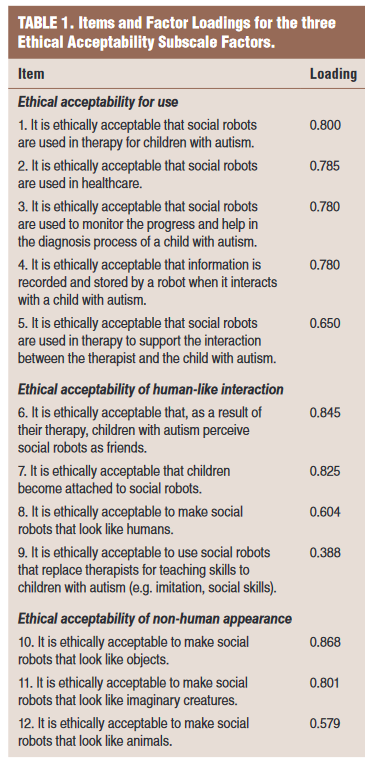 TABLE 1. Items and Factor Loadings for the three
Ethical Acceptability Subscale Factors.
Item Loading
Ethical acceptability for use
1. It is ethically acceptable that social robots 0.800
are used in therapy for children with autism.
2. It is ethically acceptable that social robots 0.785
are used in healthcare.
3. It is ethically acceptable that social robots 0.780
are used to monitor the progress and help in
the diagnosis process of a child with autism.
4. It is ethically acceptable that information is 0.780
recorded and stored by a robot when it interacts
with a child with autism.
5. It is ethically acceptable that social robots 0.650
are used in therapy to support the interaction
between the therapist and the child with autism.
Ethical acceptability of human-like interaction
6. It is ethically acceptable that, as a result of 0.845
their therapy, children with autism perceive
social robots as friends.
7. It is ethically acceptable that children 0.825
become attached to social robots.
8. It is ethically acceptable to make social 0.604
robots that look like humans.
9. It is ethically acceptable to use social robots 0.388
that replace therapists for teaching skills to
children with autism (e.g. imitation, social skills).
Ethical acceptability of non-human appearance
10. It is ethically acceptable to make social 0.868
robots that look like objects.
11. It is ethically acceptable to make social 0.801
robots that look like imaginary creatures.
12. It is ethically acceptable to make social 0.579
robots that look like animals.